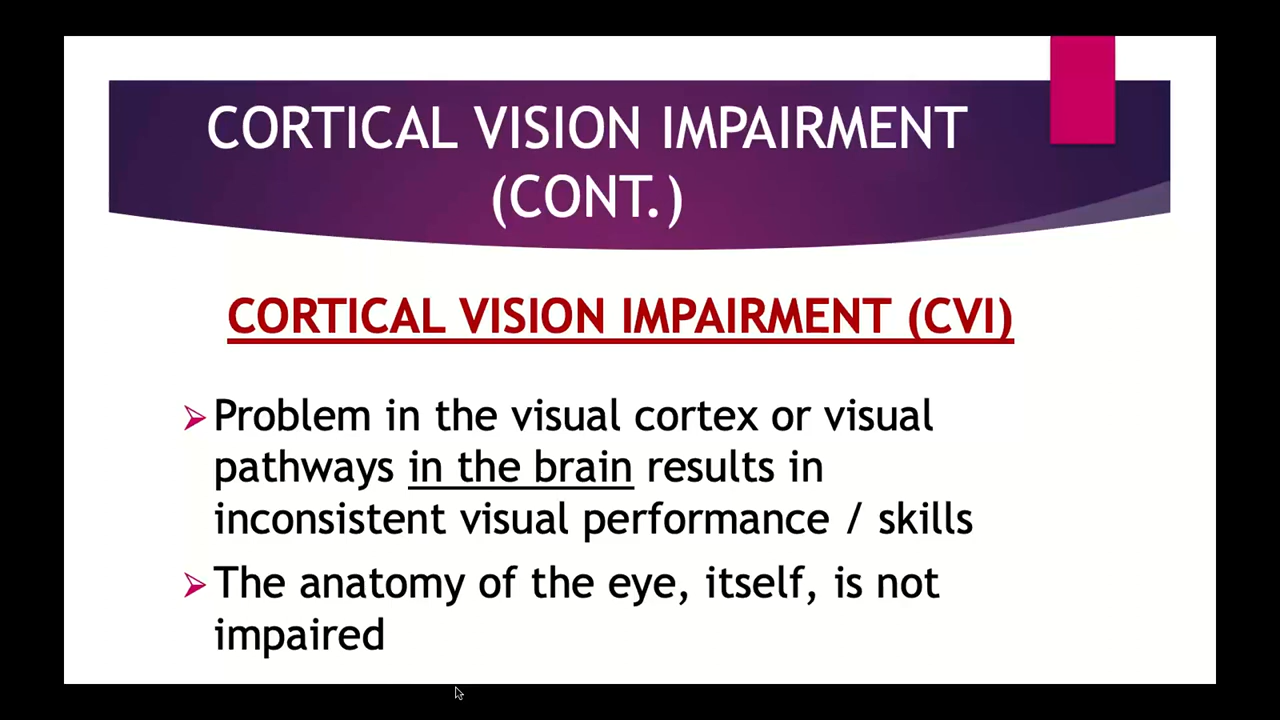 CORTICAL VISION IMPAIRMENT
(CONT.)
CORTICAL VISION IMPAIRMENT (CVI)
Problem in the visual cortex or visual
pathways in the brain results in
inconsistent visual performance / skills
The anatomy of the eye, itself, is not
impaired